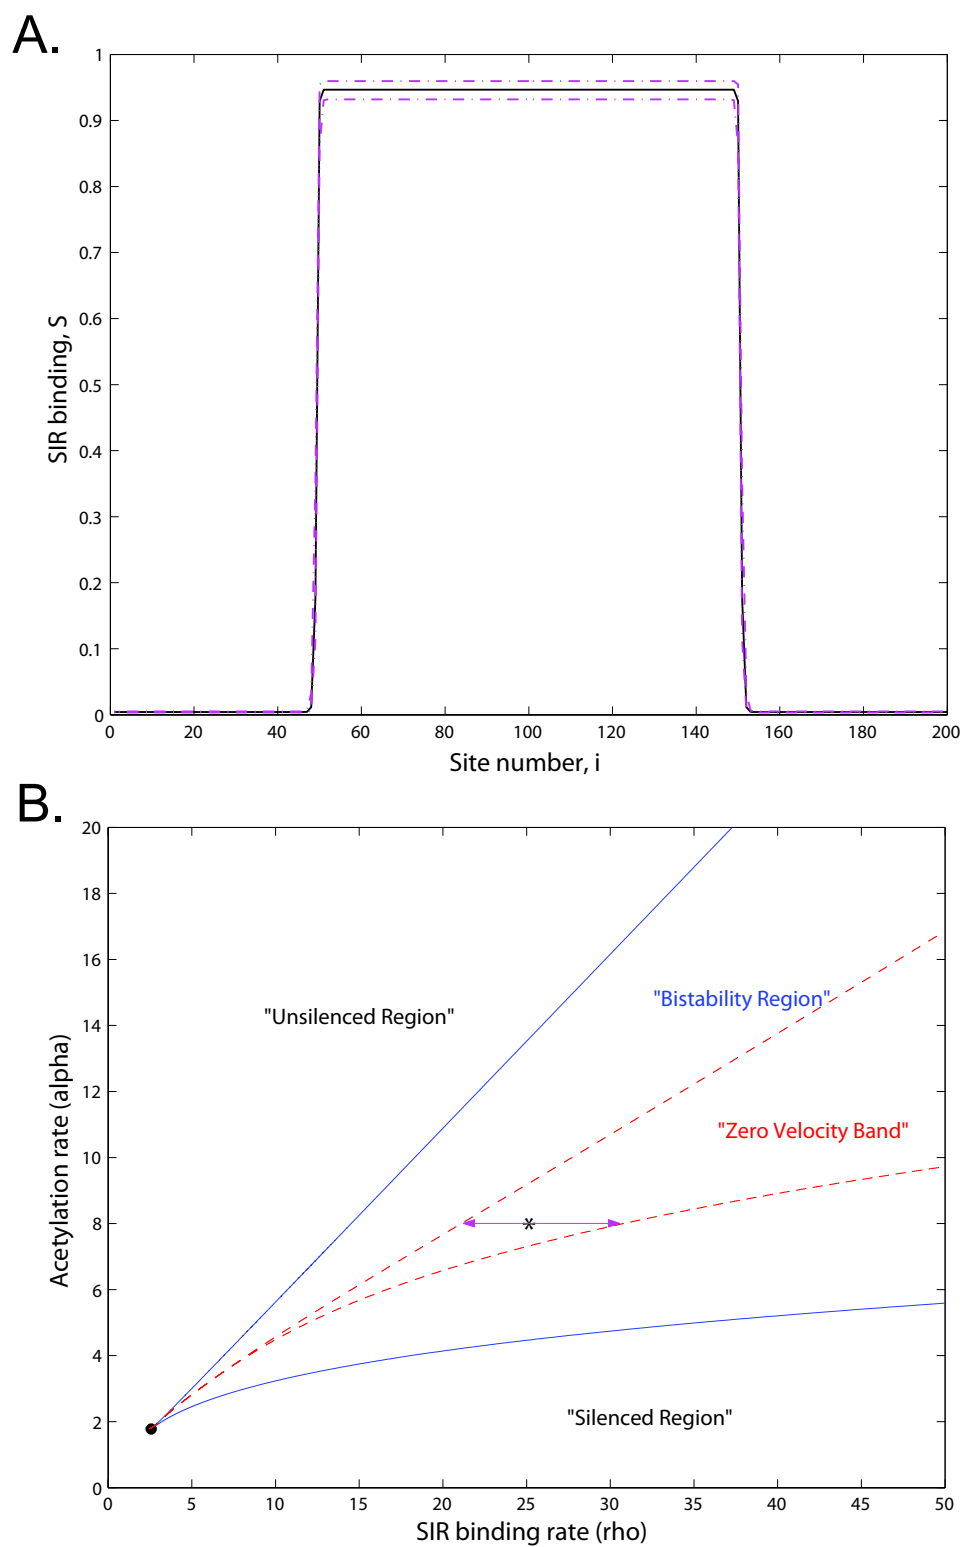 A.
1
0.9
0.8
0.7
0.6
0.5
0.4
0.3
0.2
0.1
0
SIR binding, S
0 20 40 60 80 100 120 140 160 180 200
Site number, i
B.
20
18
16
14
12
10
8
6
4
2
0
Acetylation rate (alpha)
"Unsilenced Region"
"Bistability Region"
"Zero Velocity Band"
*
"Silenced Region"
0 5 10 15 20 25 30 35 40 45 50
SIR binding rate (rho)